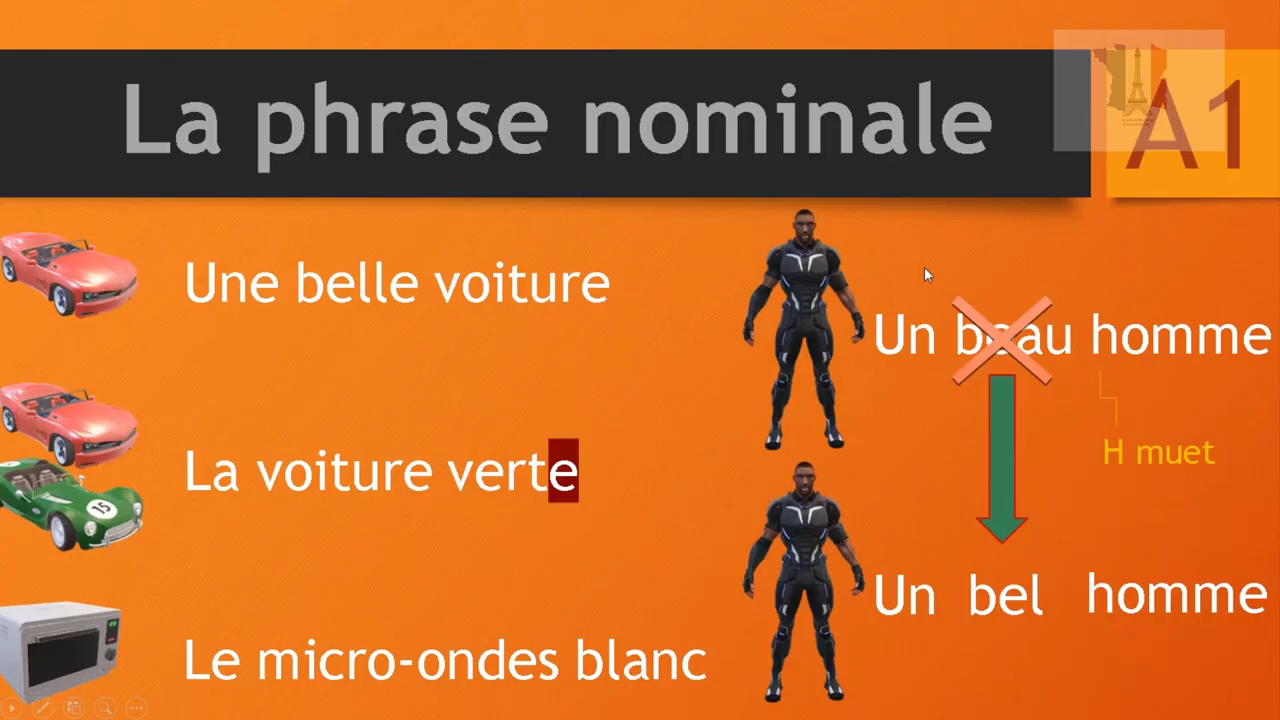 La phrase nominale
A1
Une belle voiture
Un beau homme
H muet
La voiture verte
15
Un bel homme
Le micro-ondes blanc